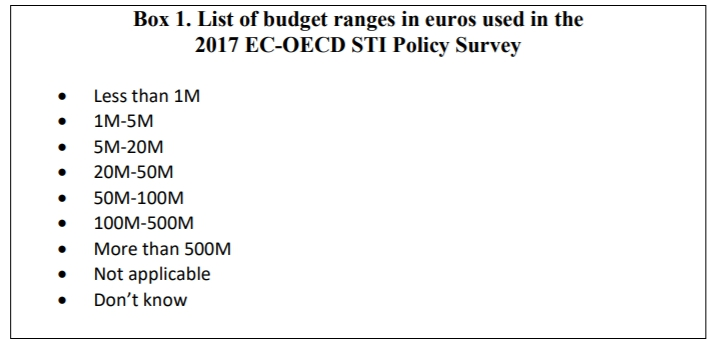 Box 1. List of budget ranges in euros used in the
2017 EC-OECD STI Policy Survey
• Less than 1M
• 1M-5M
• 5M-20M
• 20M-50M
• 50M-100M
• 100M-500M
• More than 500M
• Not applicable
• Don’t know